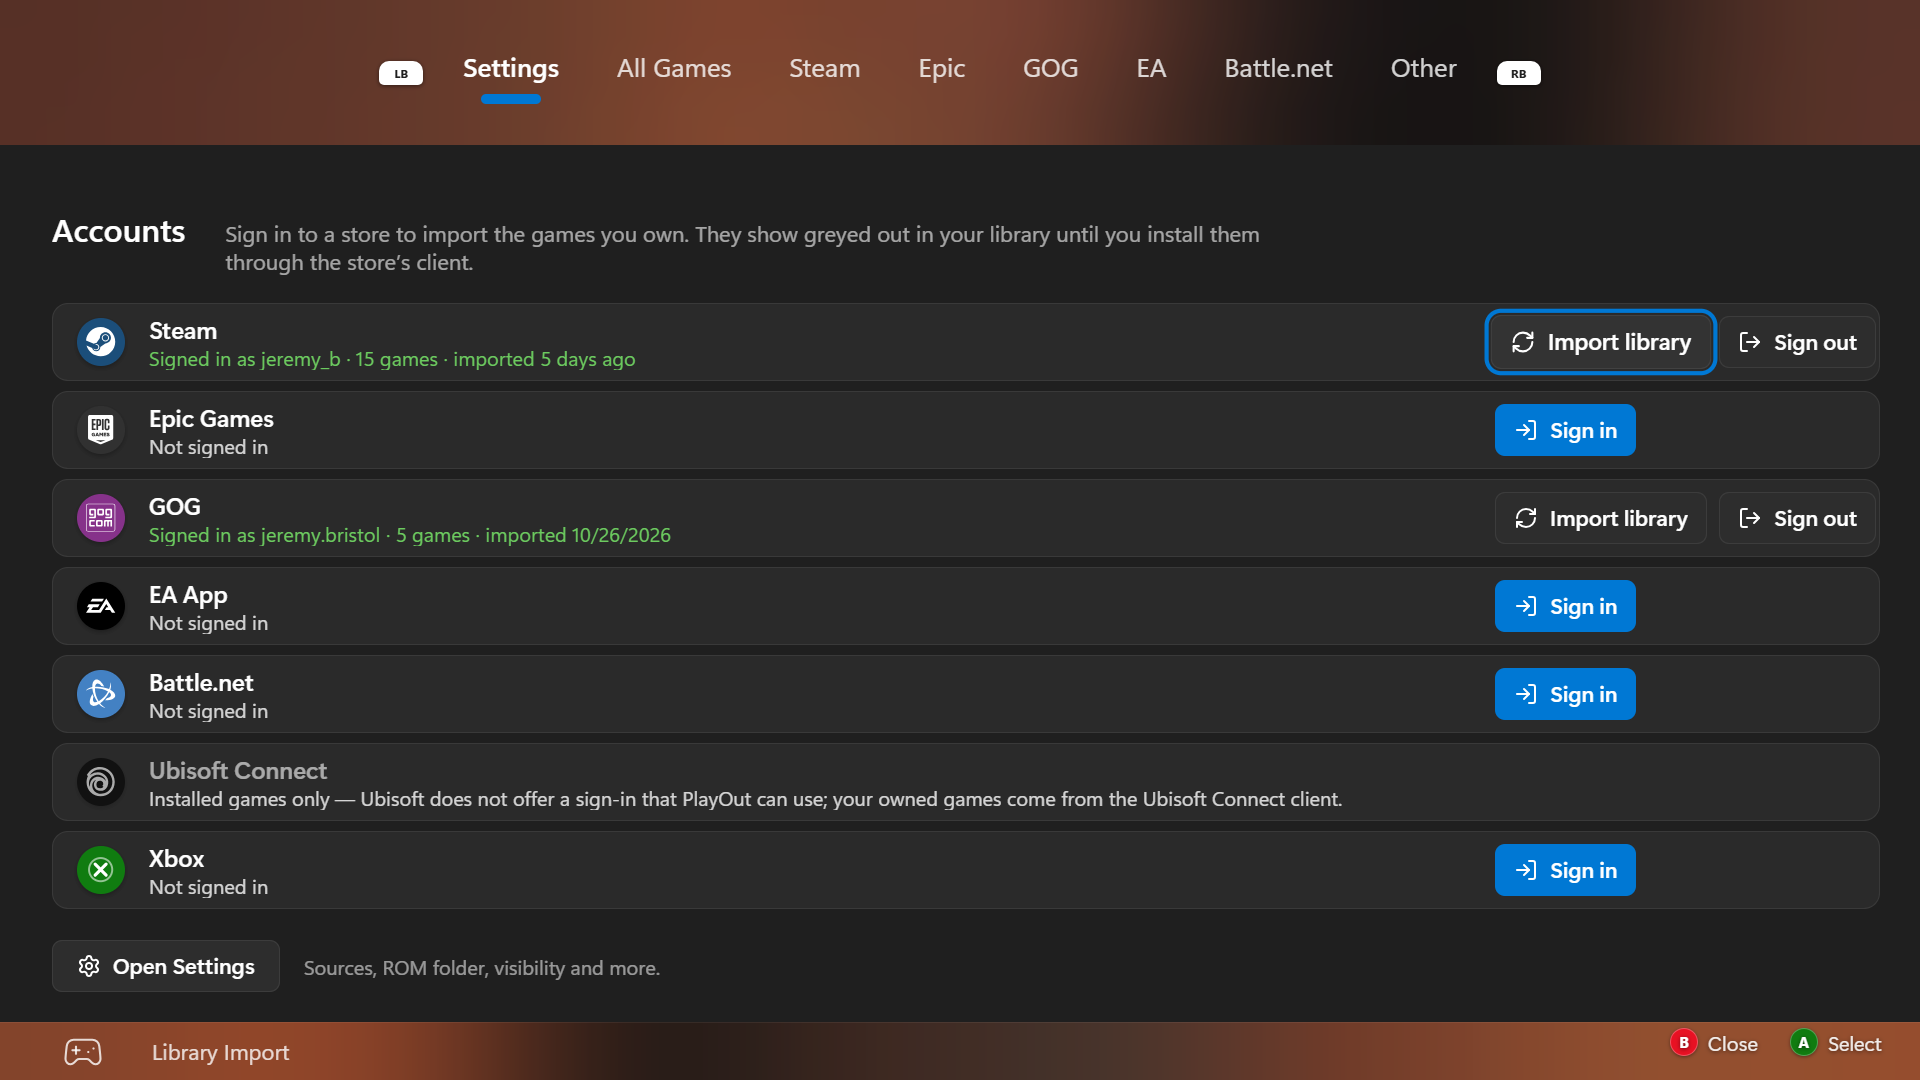 LB
Settings
All Games
Steam
Epic
GOG
EA
Battle.net
Other
RB
Accounts
Sign in to a store to import the games you own. They show greyed out in your library until you install them
through the store’s client.
Steam
Signed in as jeremy_b · 15 games · imported 5 days ago
Import library
Sign out
EPIC
GAMES
Epic Games
Not signed in
Sign in
gog
com
GOG
Signed in as jeremy.bristol · 5 games · imported 10/26/2026
Import library
Sign out
EA
EA App
Not signed in
Sign in
Battle.net
Not signed in
Sign in
Ubisoft Connect
Installed games only — Ubisoft does not offer a sign-in that PlayOut can use; your owned games come from the Ubisoft Connect client.
Xbox
Not signed in
Sign in
Open Settings
Sources, ROM folder, visibility and more.
Library Import
B Close
A Select